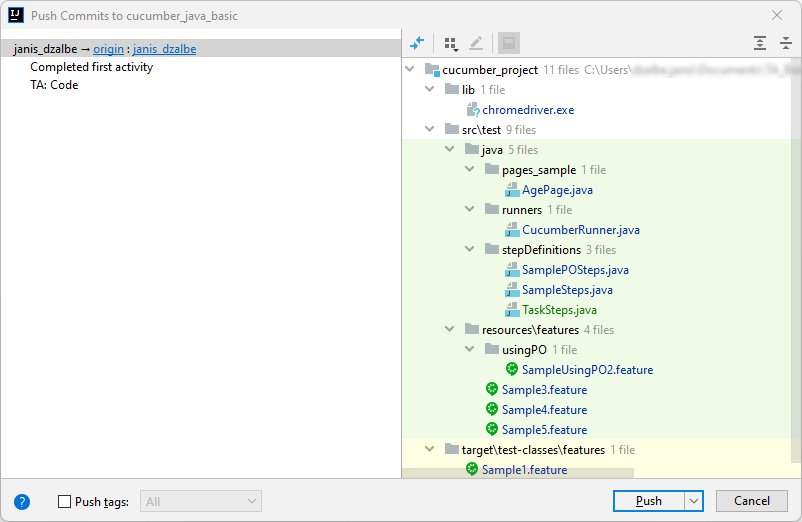 Push Commits to cucumber_java_basic
janis_dzalbe → origin : janis_dzalbe
Completed first activity
TA: Code
cucumber_project 11 files C:\Users\
lib 1 file
chromedriver.exe
src\test 9 files
java 5 files
pages_sample 1 file
AgePage.java
runners 1 file
CucumberRunner.java
stepDefinitions 3 files
SamplePOSteps.java
SampleSteps.java
TaskSteps.java
resources\features 4 files
usingPO 1 file
SampleUsingPO2.feature
Sample3.feature
Sample4.feature
Sample5.feature
target\test-classes\features 1 file
Sample1.feature
? Push tags: All Push Cancel